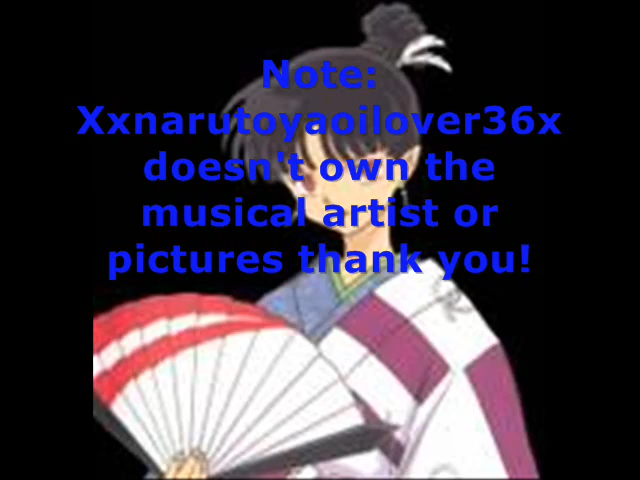 Note:
Xxnarutoyaoilover36x
doesn't own the
musical artist or
pictures thank you!